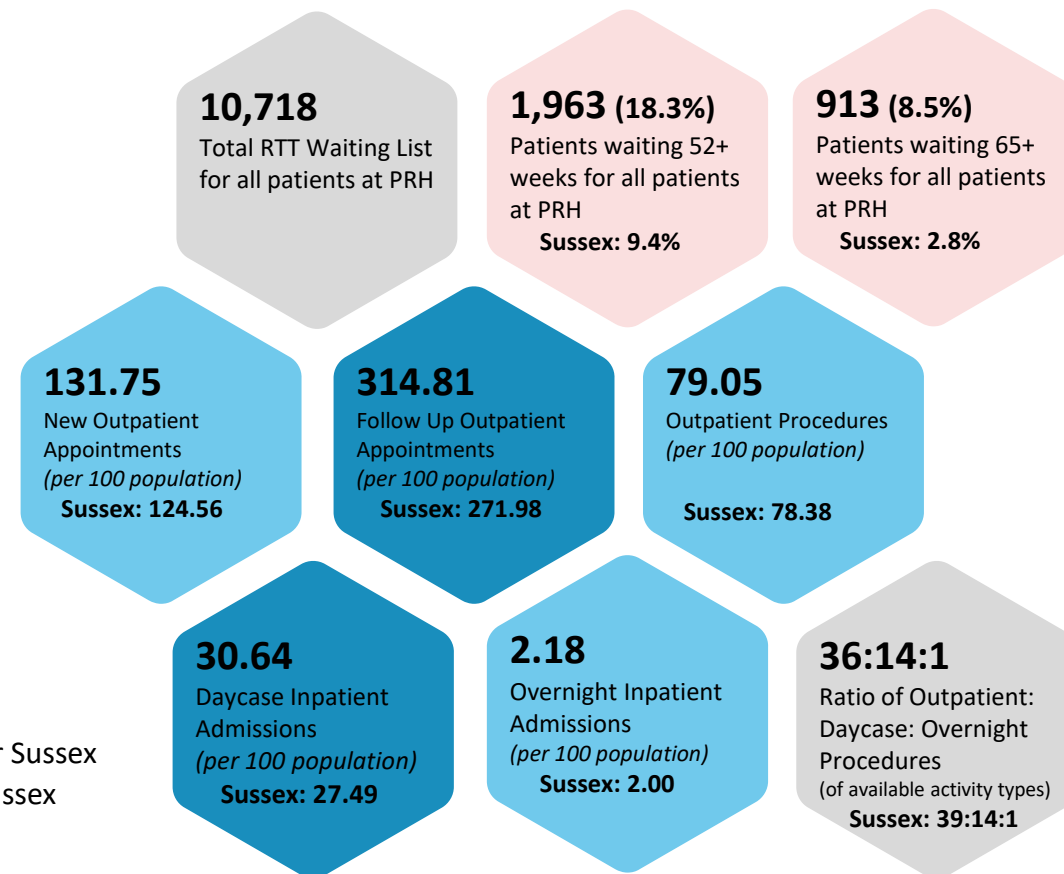 10,718
Total RTT Waiting List
for all patients at PRH
1,963 (18.3%)
Patients waiting 52+
weeks for all patients
at PRH
Sussex: 9.4%
913 (8.5%)
Patients waiting 65+
weeks for all patients
at PRH
Sussex: 2.8%
131.75
New Outpatient
Appointments
(per 100 population)
Sussex: 124.56
314.81
Follow Up Outpatient
Appointments
(per 100 population)
Sussex: 271.98
79.05
Outpatient Procedures
(per 100 population)
Sussex: 78.38
30.64
Daycase Inpatient
Admissions
(per 100 population)
Sussex: 27.49
2.18
Overnight Inpatient
Admissions
(per 100 population)
Sussex: 2.00
36:14:1
Ratio of Outpatient:
Daycase: Overnight
Procedures
(of available activity types)
Sussex: 39:14:1
Sussex